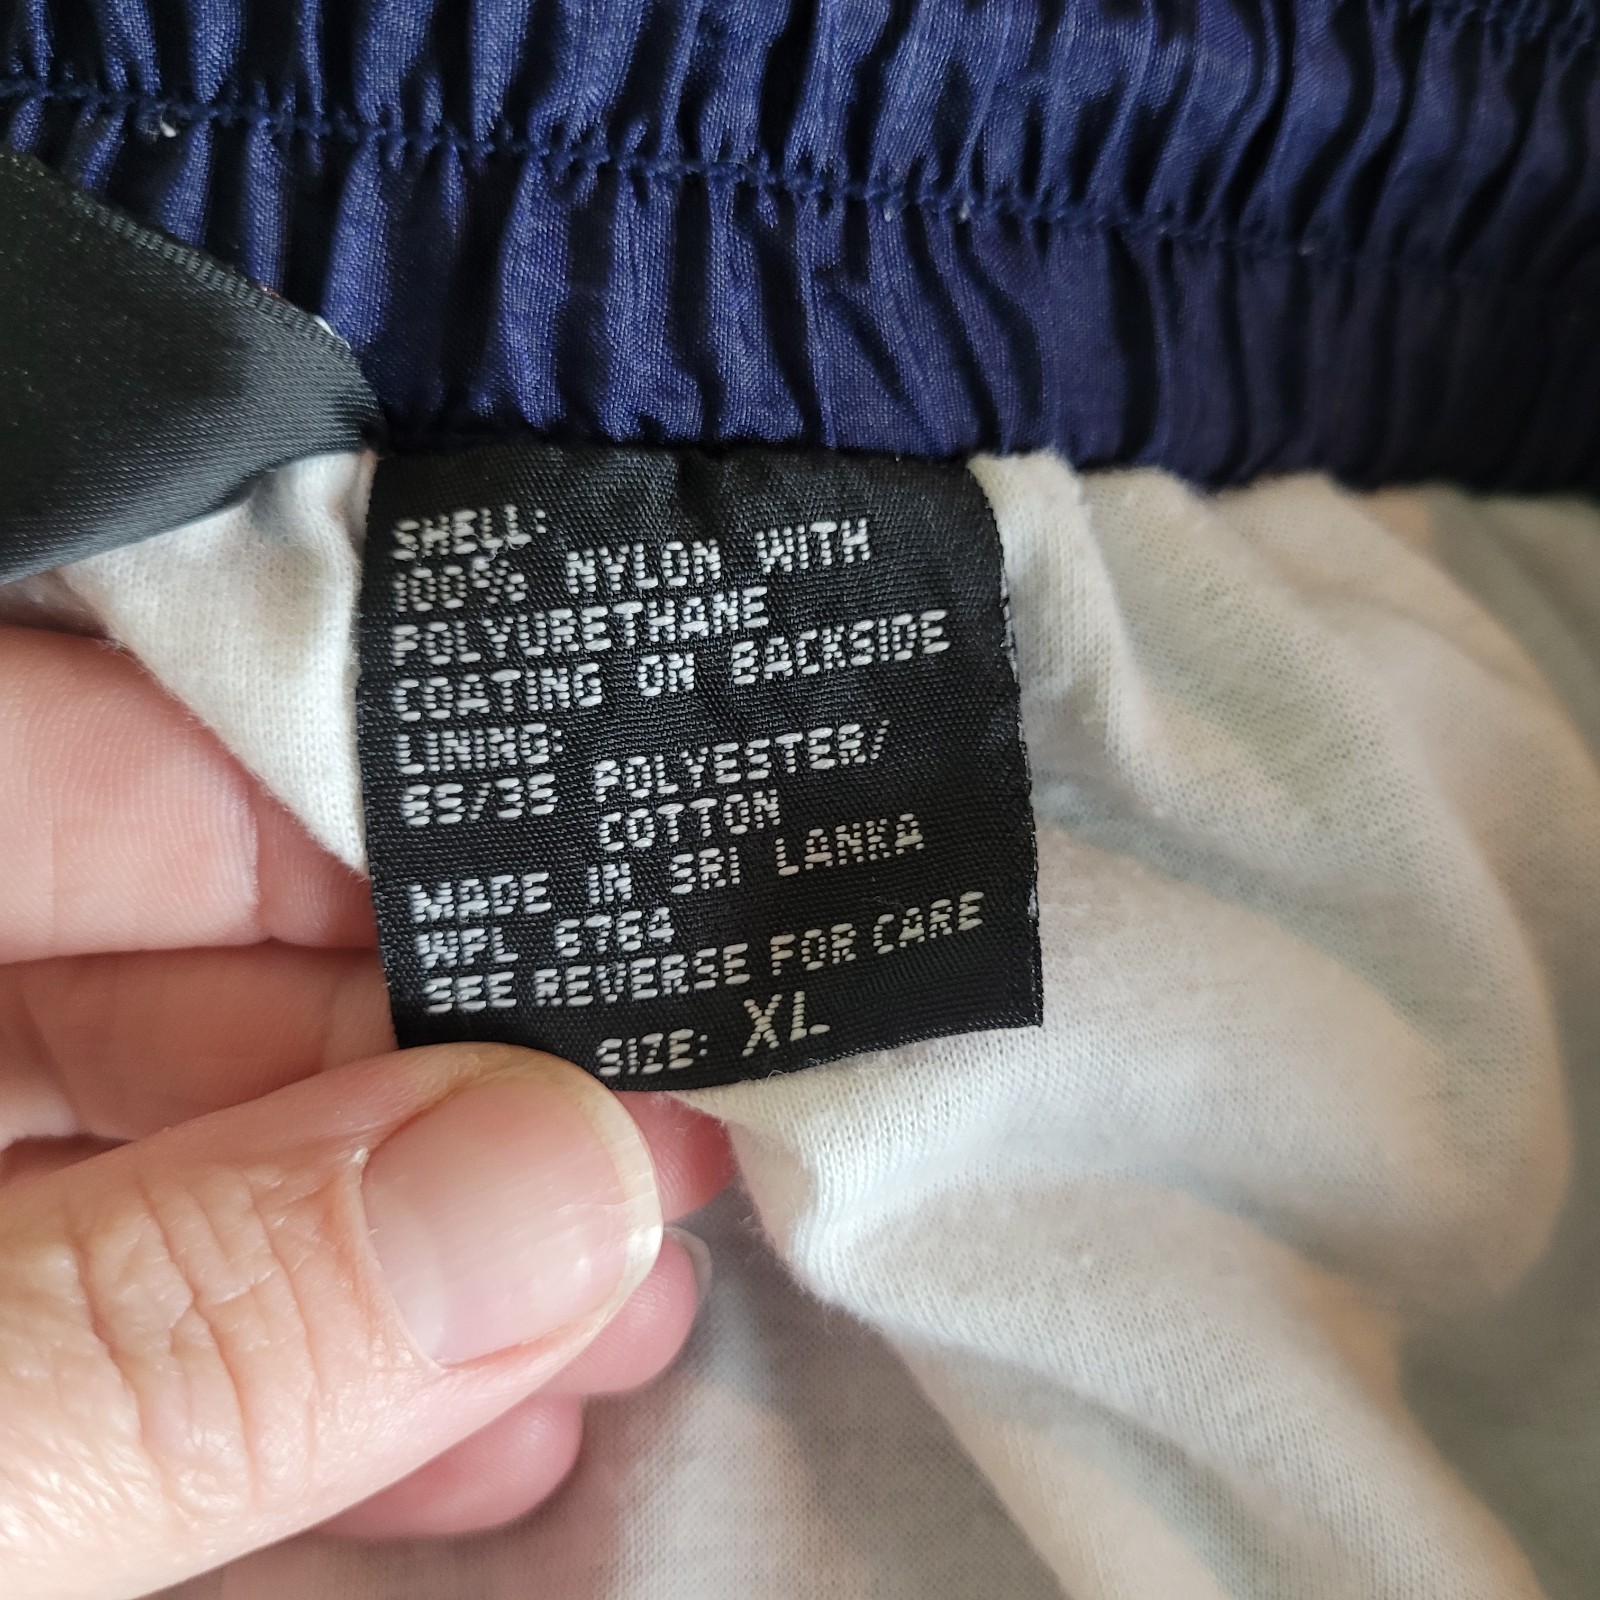 SHELL:
100% NYLON WITH
POLYURETHANE
COATING ON BACKSIDE
LINING:
65/35 POLYESTER/
COTTON
MADE IN SRI LANKA
WPL 6764
SEE REVERSE FOR CARE
SIZE: XL